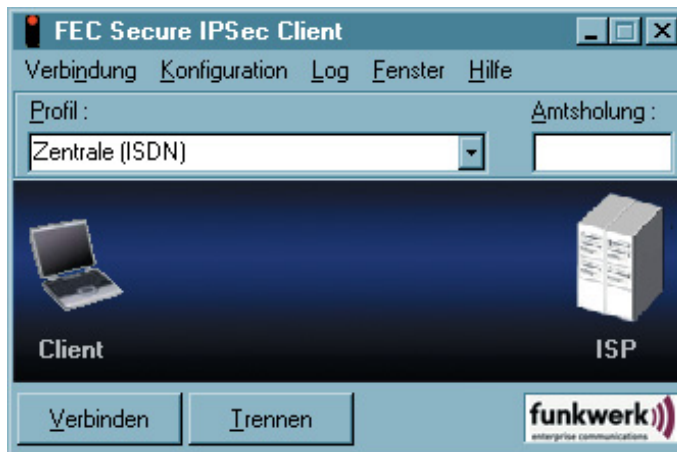 FEC Secure IPSec Client
Verbindung Konfiguration Log Fenster Hilfe
Profil : Amtsholung :
Zentrale (ISDN)
Client ISP
Verbinden Trennen
funkwerk
enterprise communications